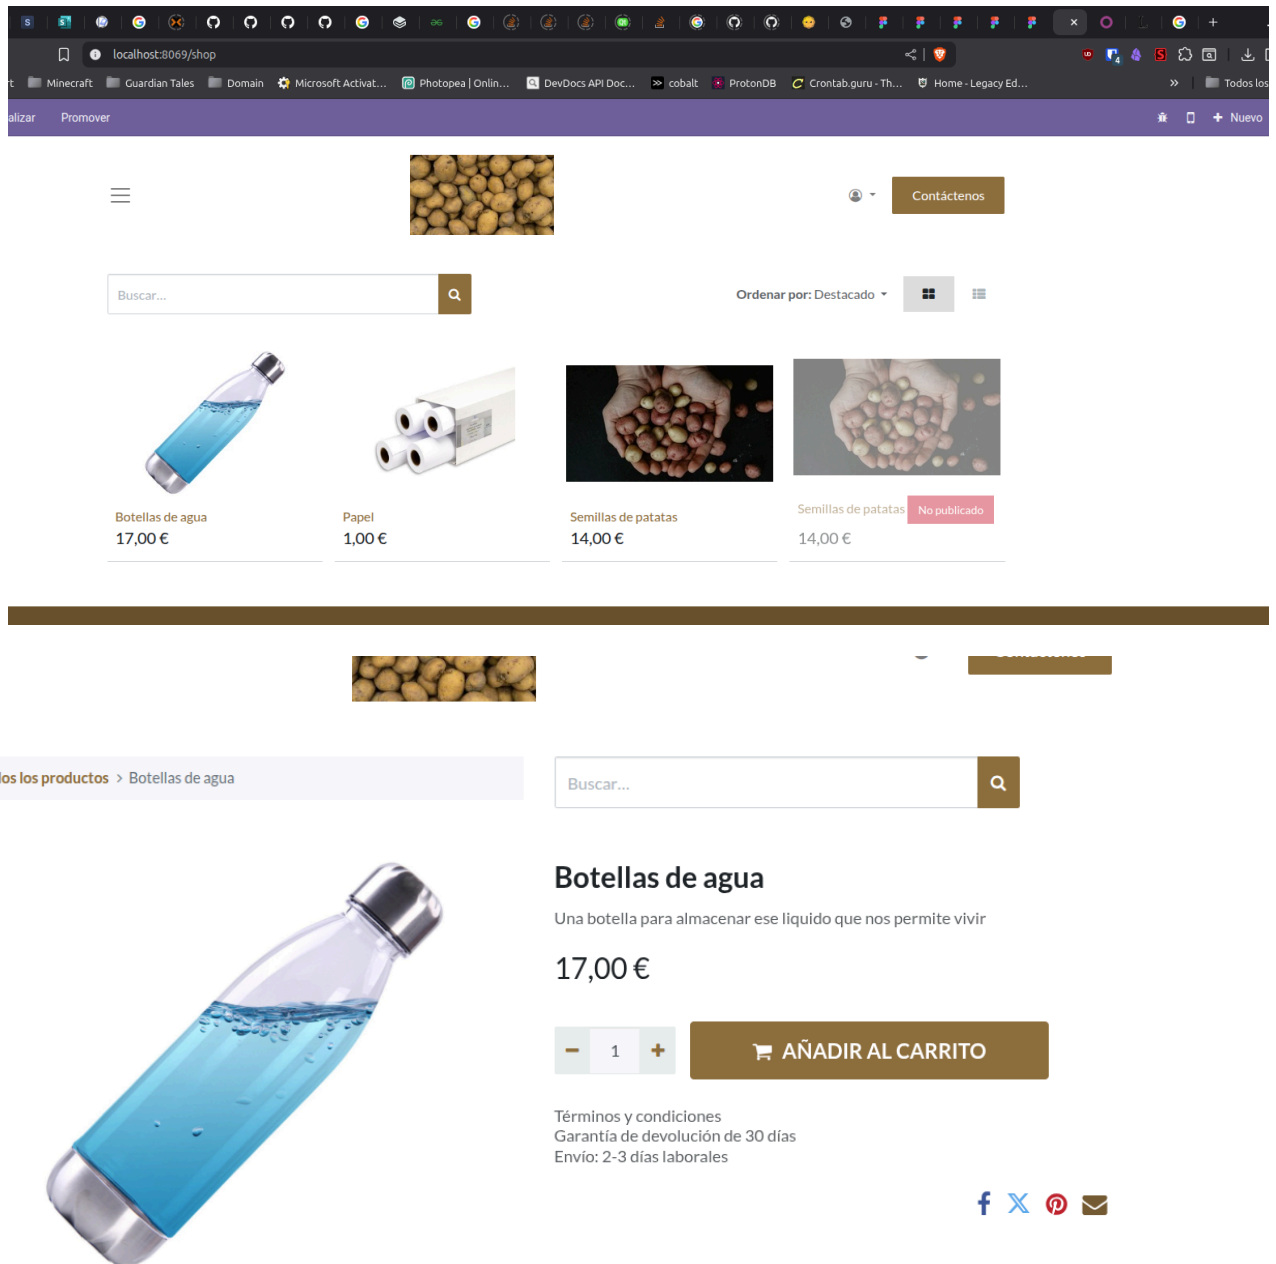 localhost:8069/shop
Minecraft Guardian Tales Domain Microsoft Activat... Photopea | Onlin... DevDocs API Doc... cobalt ProtonDB Crontab.guru - Th... Home - Legacy Ed... » Todos los
alizar Promover Nuevo
Contáctenos
Buscar...
Ordenar por: Destacado
Botellas de agua
17,00 €
Papel
1,00 €
Semillas de patatas
14,00 €
Semillas de patatas No publicado
14,00 €
los los productos > Botellas de agua
Buscar...
Botellas de agua
Una botella para almacenar ese liquido que nos permite vivir
17,00 €
1
AÑADIR AL CARRITO
Términos y condiciones
Garantía de devolución de 30 días
Envío: 2-3 días laborales